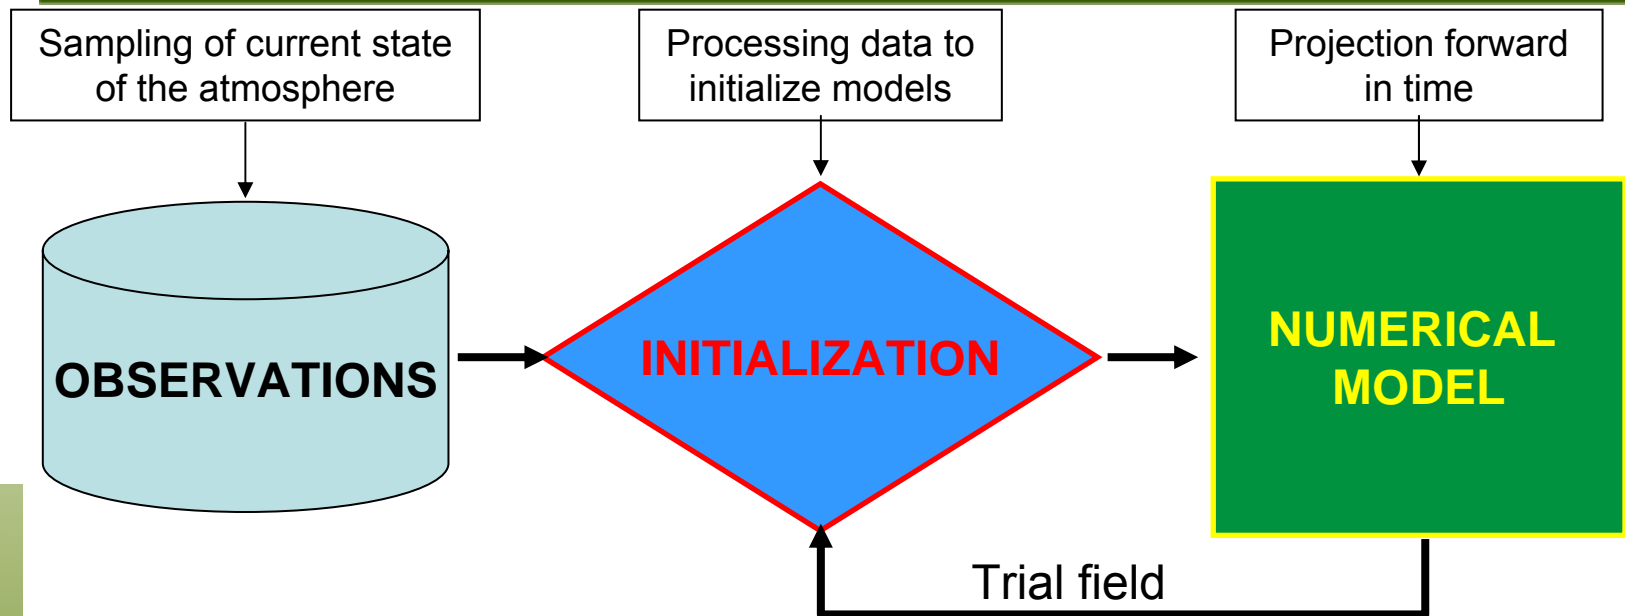 Sampling of current state
of the atmosphere
Processing data to
initialize models
Projection forward
in time
OBSERVATIONS
INITIALIZATION
NUMERICAL
MODEL
Trial field